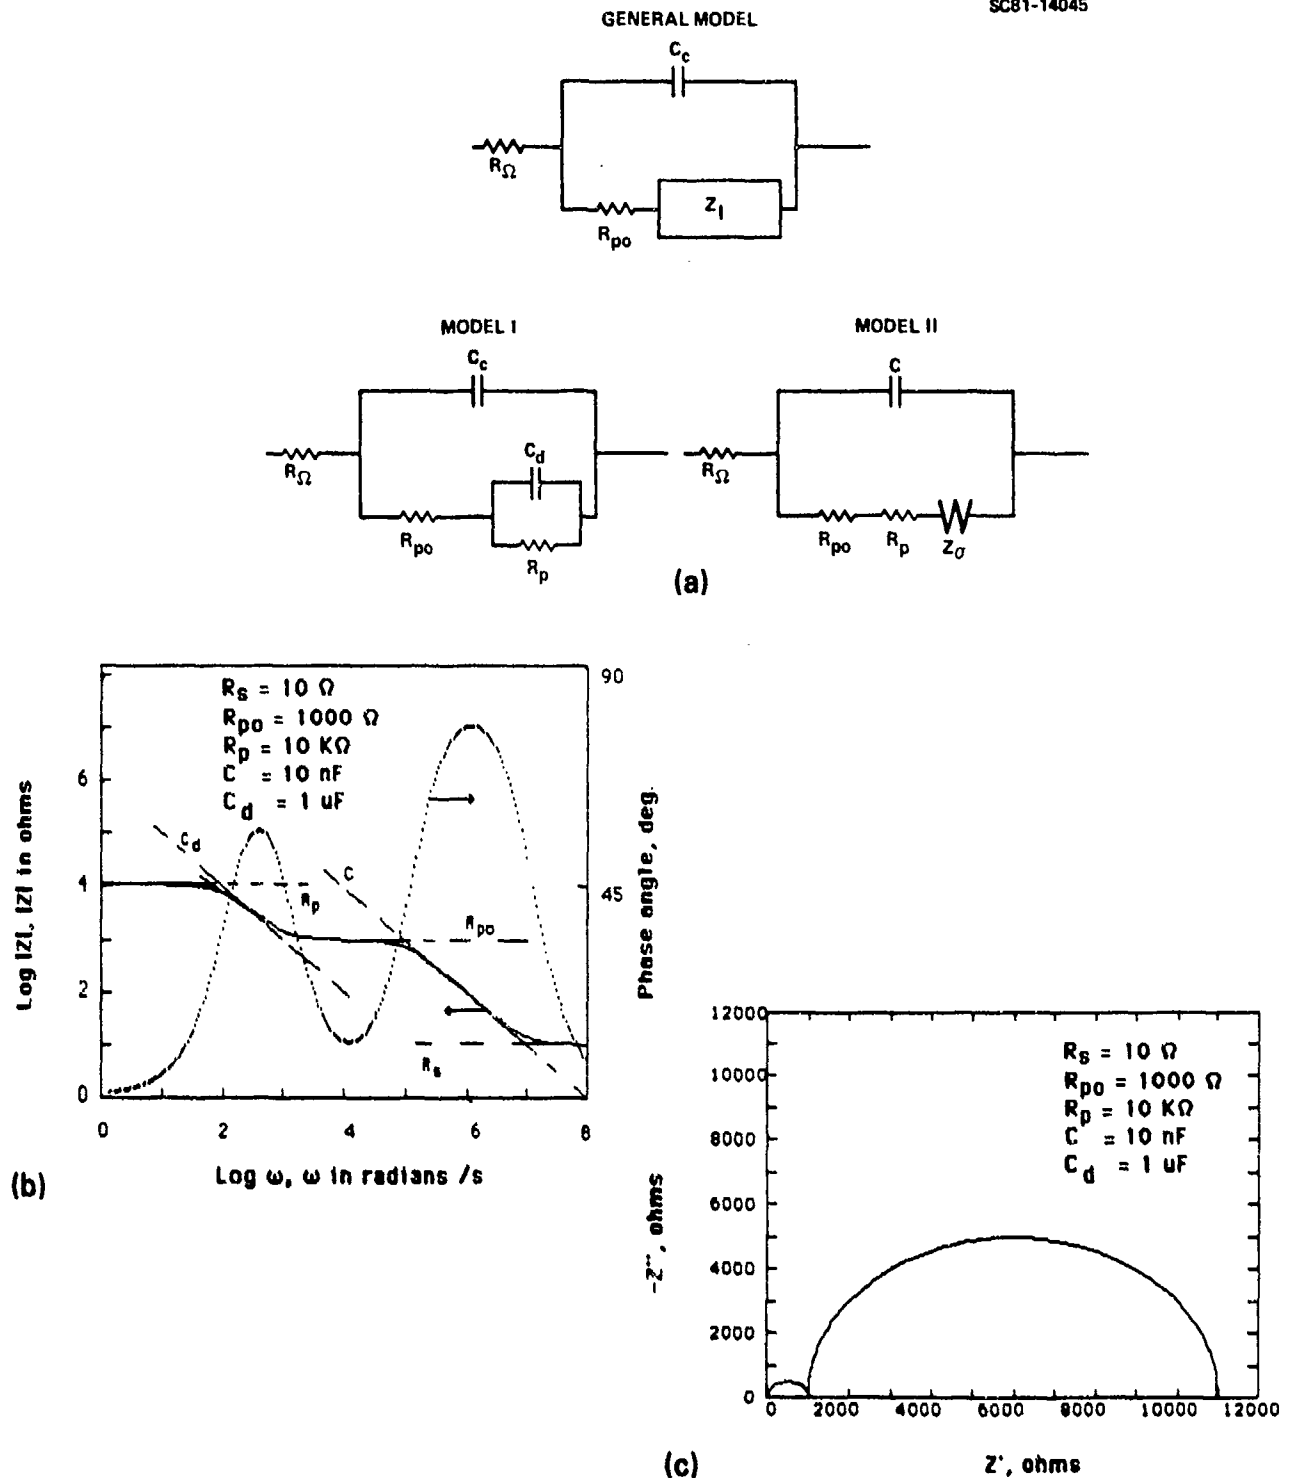 SC81-14045
GENERAL MODEL
Cc
RΩ
Rpo
ZI
MODEL I
Cc
RΩ
Cd
Rpo
Rp
MODEL II
C
RΩ
Rpo
Rp
Zσ
(a)
Log |Z|, |Z| in ohms
6
4
2
0
Rs = 10 Ω
Rpo = 1000 Ω
Rp = 10 KΩ
C = 10 nF
Cd = 1 uF
Cd
C
Rp
Rpo
Rs
90
45
Phase angle, deg.
0 2 4 6 8
Log ω, ω in radians /s
(b)
-Z'', ohms
12000
10000
8000
6000
4000
2000
0
Rs = 10 Ω
Rpo = 1000 Ω
Rp = 10 KΩ
C = 10 nF
Cd = 1 uF
0 2000 4000 6000 8000 10000 12000
Z', ohms
(c)